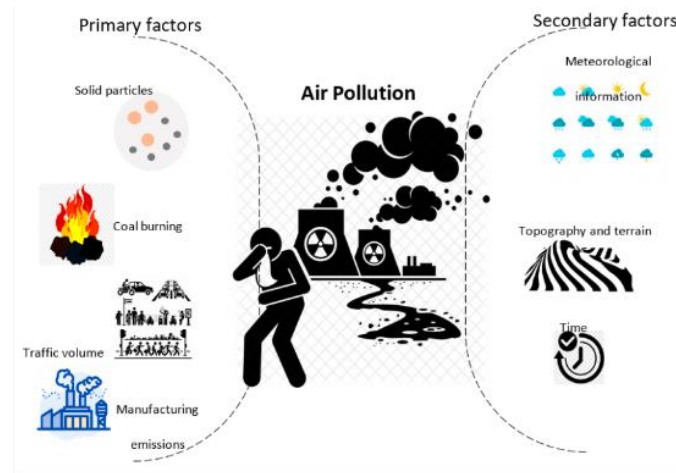 Primary factors
Secondary factors
Solid particles
Coal burning
Traffic volume
Manufacturing
emissions
Air Pollution
Meteorological
information
Topography and terrain
Time